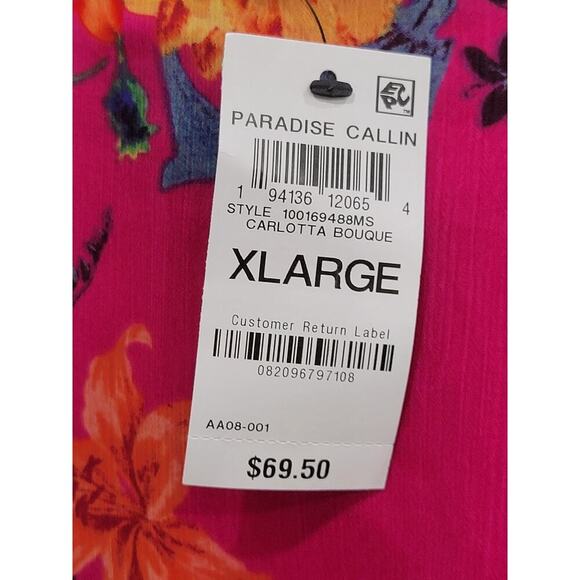 EPC™
PARADISE CALLIN
1 94136 12065 4
STYLE 100169488MS
CARLOTTA BOUQUE
XLARGE
Customer Return Label
082096797108
AA08-001
$69.50